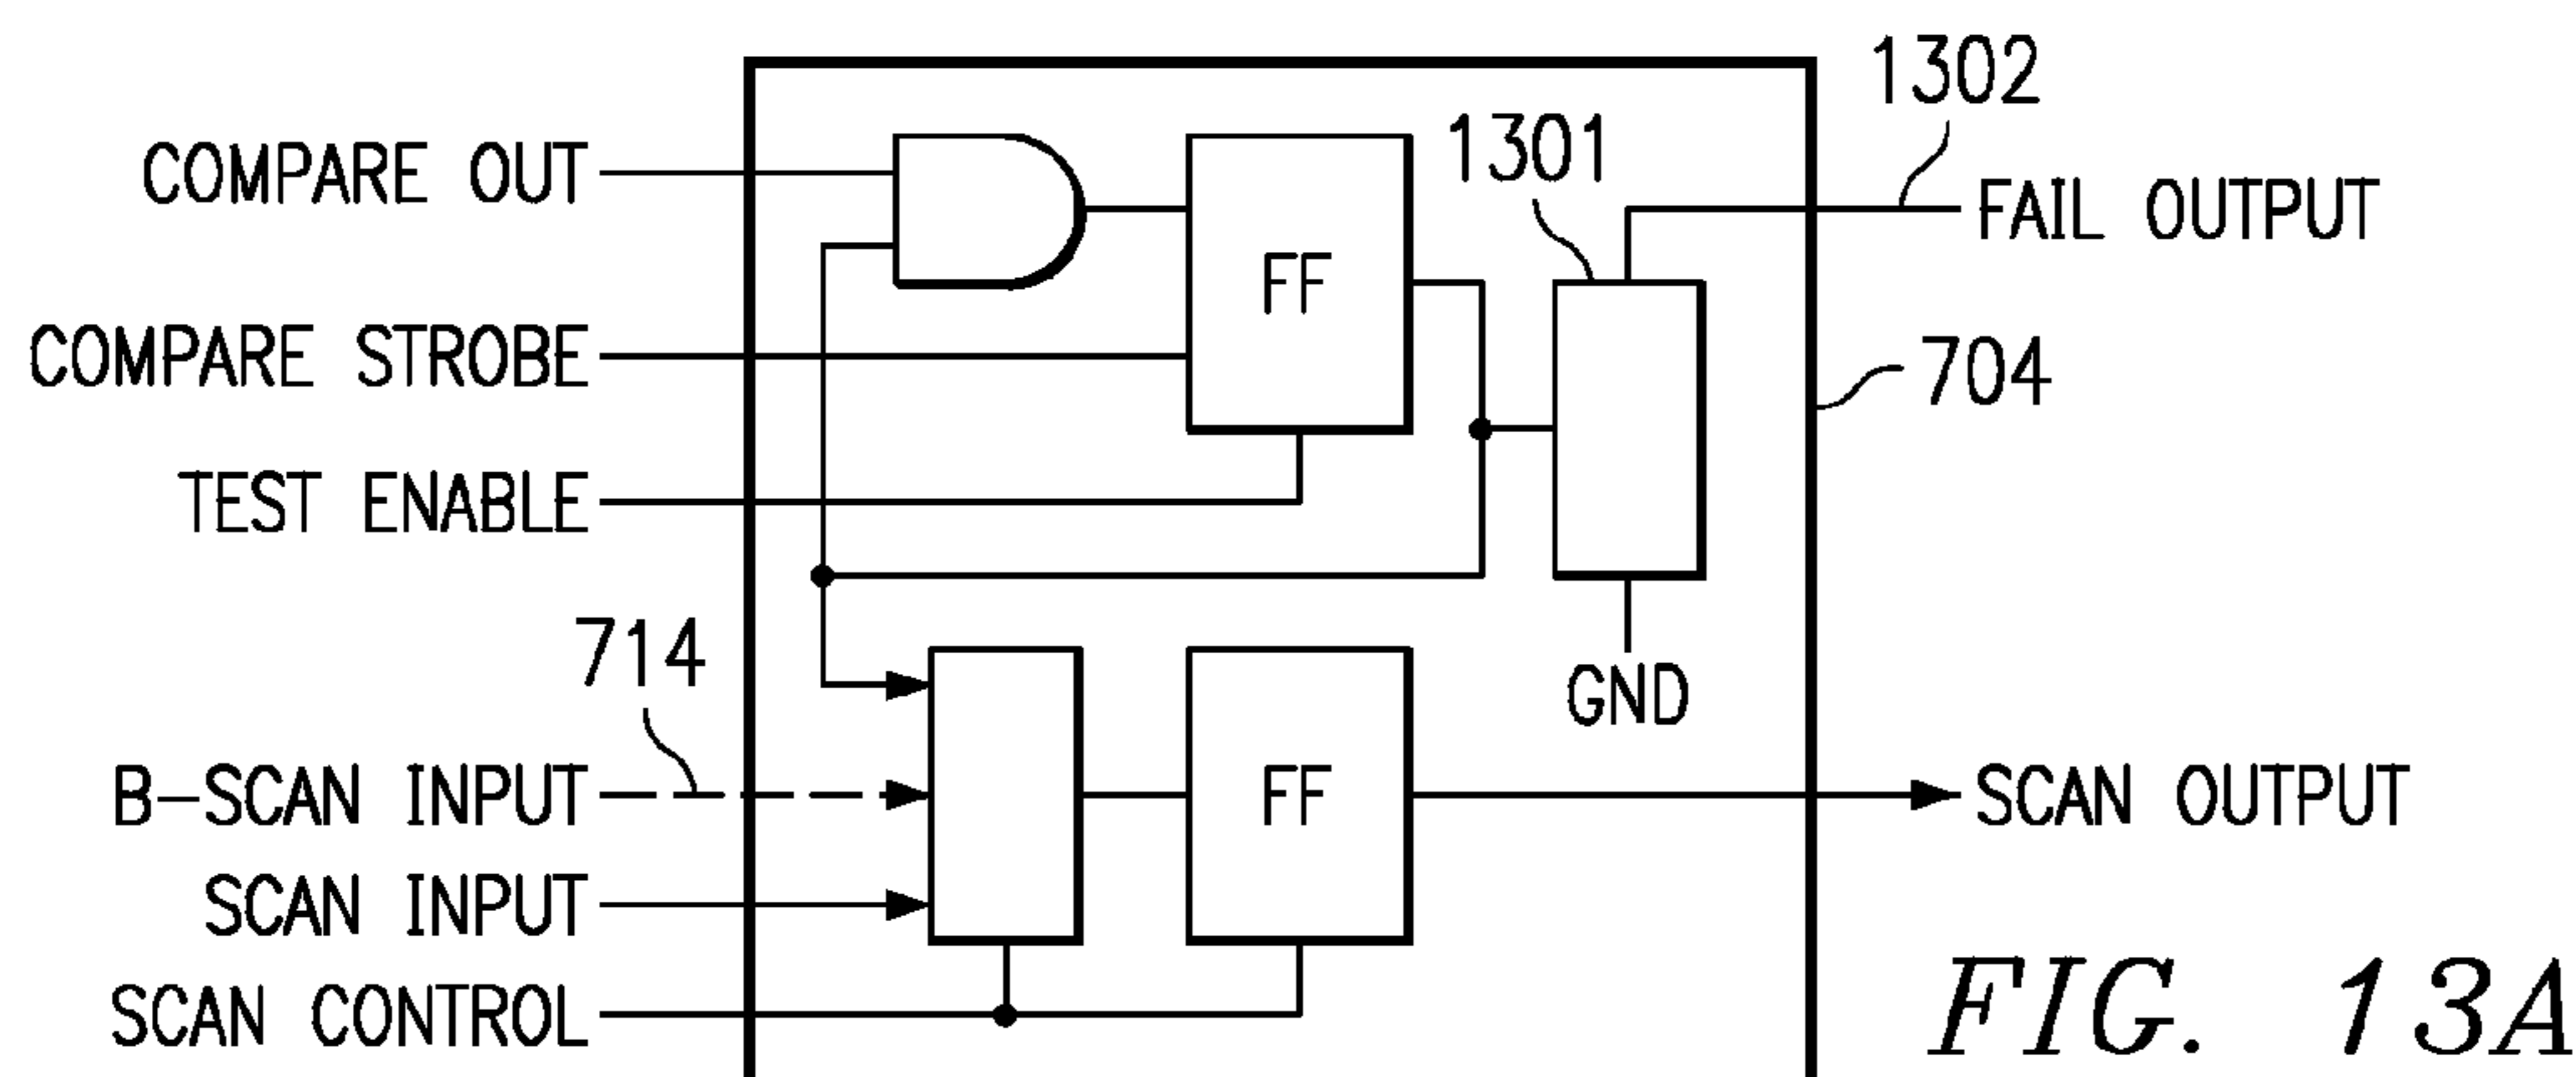 1302
COMPARE OUT
1301
FAIL OUTPUT
FF
COMPARE STROBE
704
TEST ENABLE
714
GND
B-SCAN INPUT
FF
SCAN OUTPUT
SCAN INPUT
SCAN CONTROL
FIG. 13A